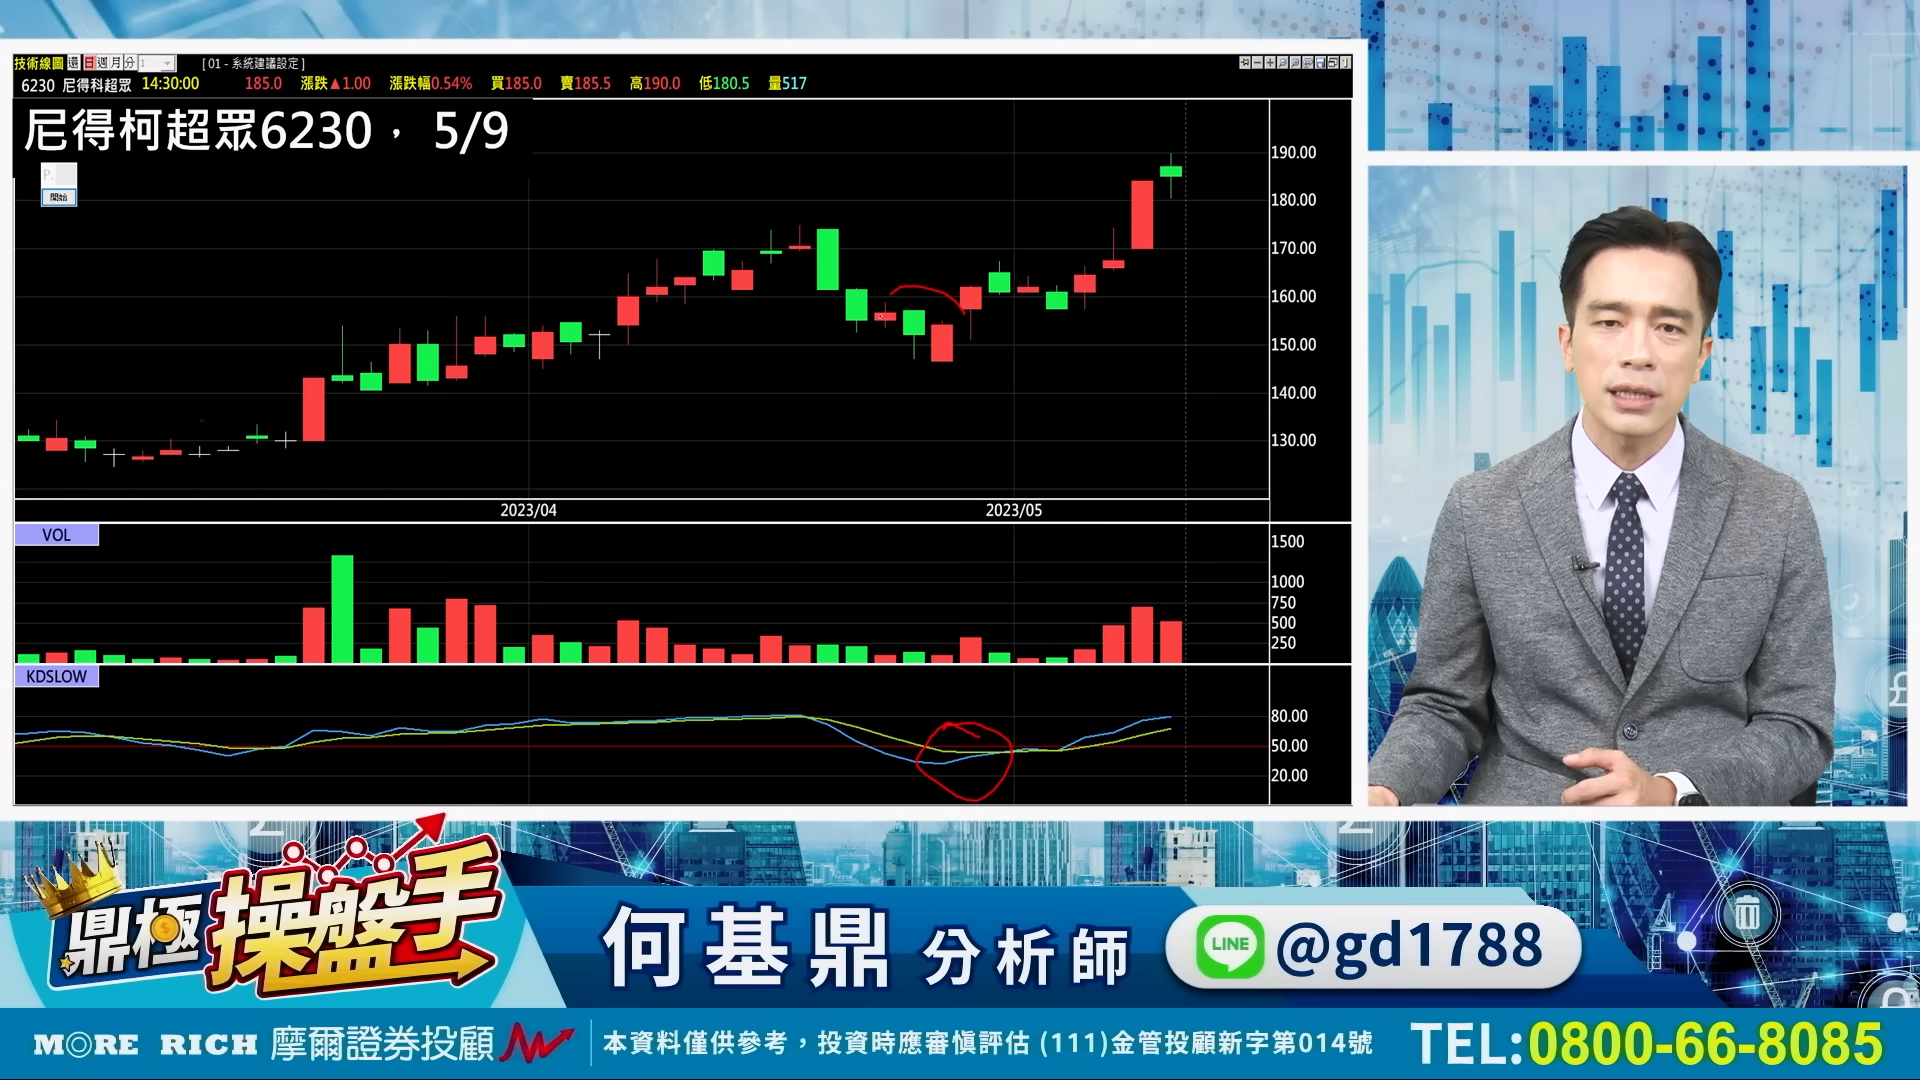 技術線圖 還 日 週 月 分 1 [ 01 - 系統建議設定 ]
6230 尼得科超眾 14:30:00 185.0 漲跌▲1.00 漲跌幅0.54% 買185.0 賣185.5 高190.0 低180.5 量517
尼得柯超眾6230， 5/9
P.
開始
190.00
180.00
170.00
160.00
150.00
140.00
130.00
2023/04 2023/05
VOL
1500
1000
750
500
250
KDSLOW
80.00
50.00
20.00
鼎極操盤手
何基鼎 分析師
LINE @gd1788
MORE RICH 摩爾證券投顧
本資料僅供參考，投資時應審慎評估 (111)金管投顧新字第014號
TEL:0800-66-8085